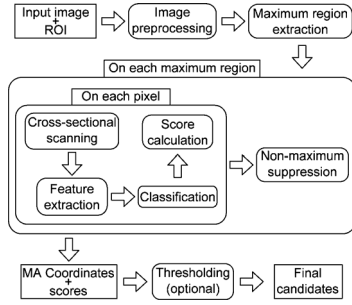 Input image
+
ROI
Image
preprocessing
Maximum region
extraction
On each maximum region
On each pixel
Cross-sectional
scanning
Score
calculation
Feature
extraction
Classification
Non-maximum
suppression
MA Coordinates
+
scores
Thresholding
(optional)
Final
candidates